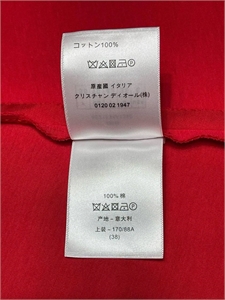 コットン100%
原産國 イタリア
クリスチャン ディオール(株)
0120 02 1947
100% 棉
产地-意大利
上装-170/88A
(38)